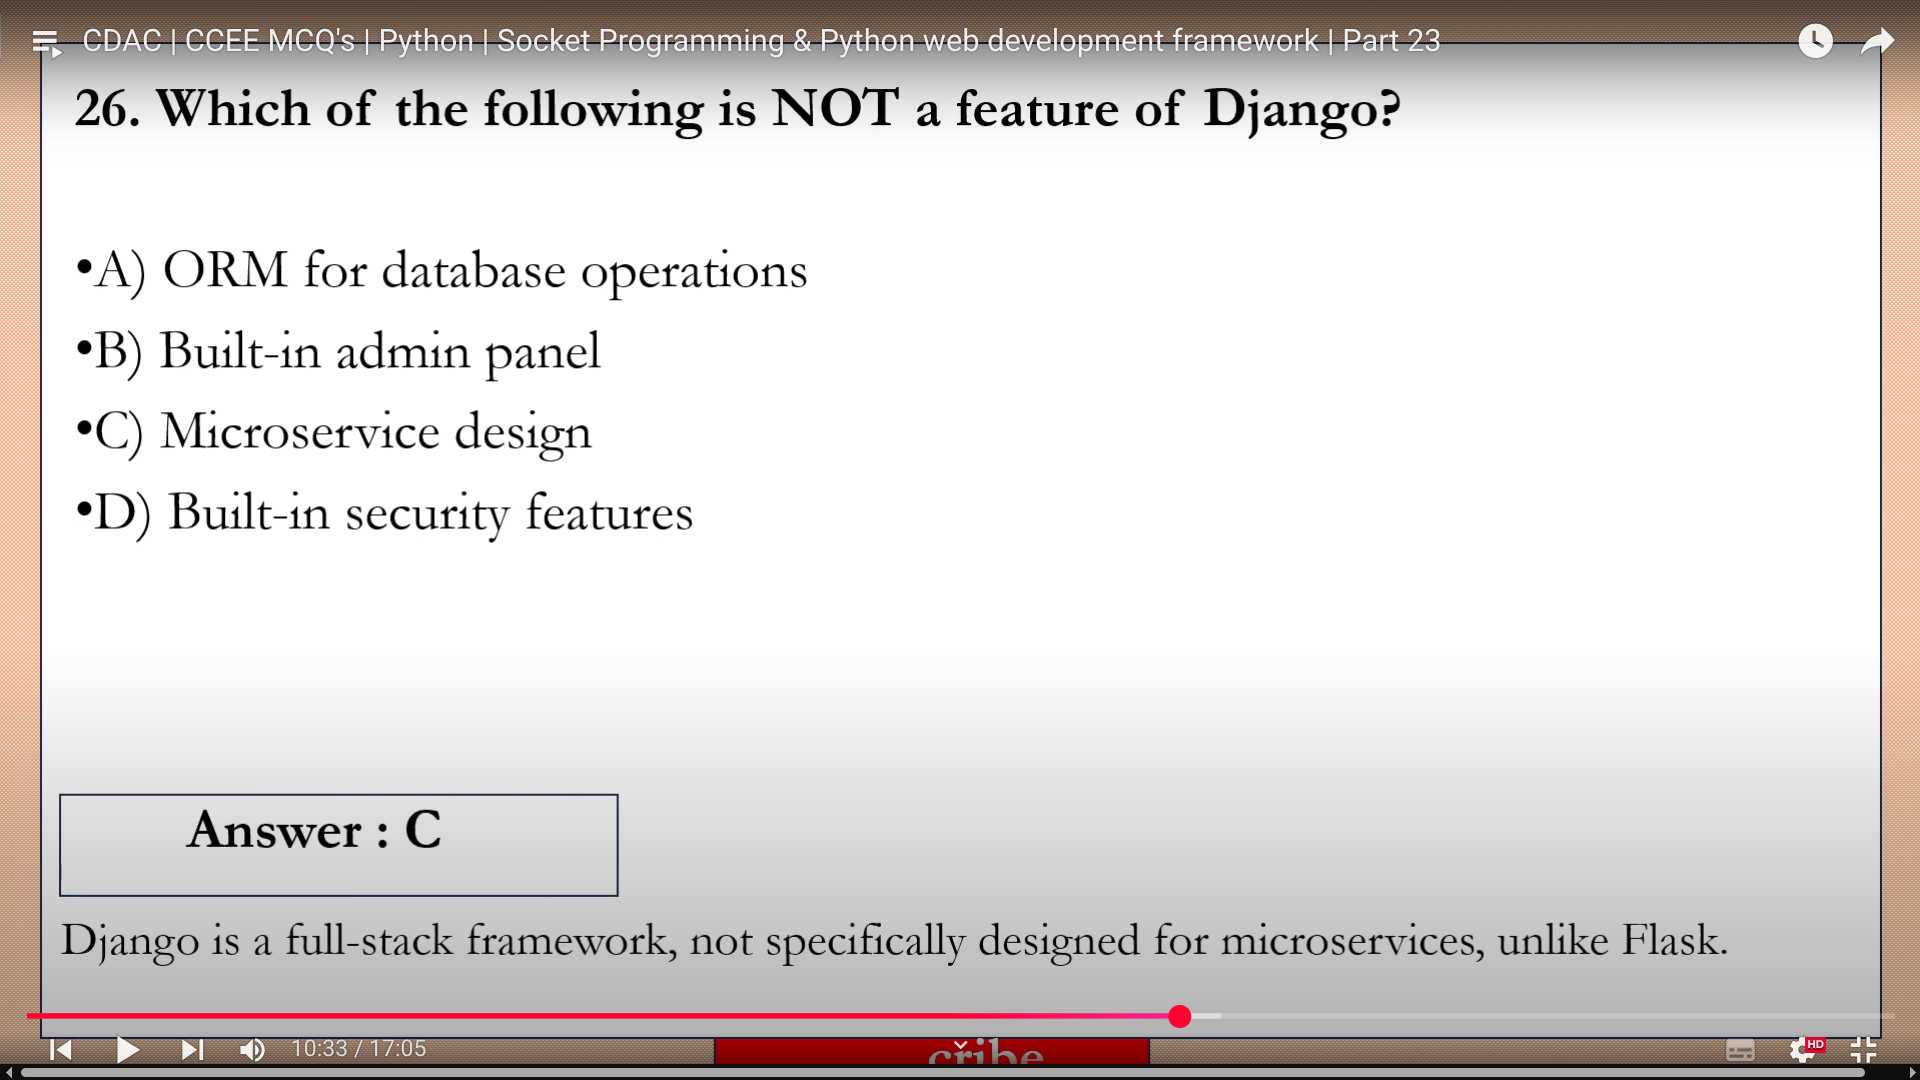 CDAC | CCEE MCQ's | Python | Socket Programming & Python web development framework | Part 23
26. Which of the following is NOT a feature of Django?
•A) ORM for database operations
•B) Built-in admin panel
•C) Microservice design
•D) Built-in security features
Answer : C
Django is a full-stack framework, not specifically designed for microservices, unlike Flask.
10:33 / 17:05
cribe
HD